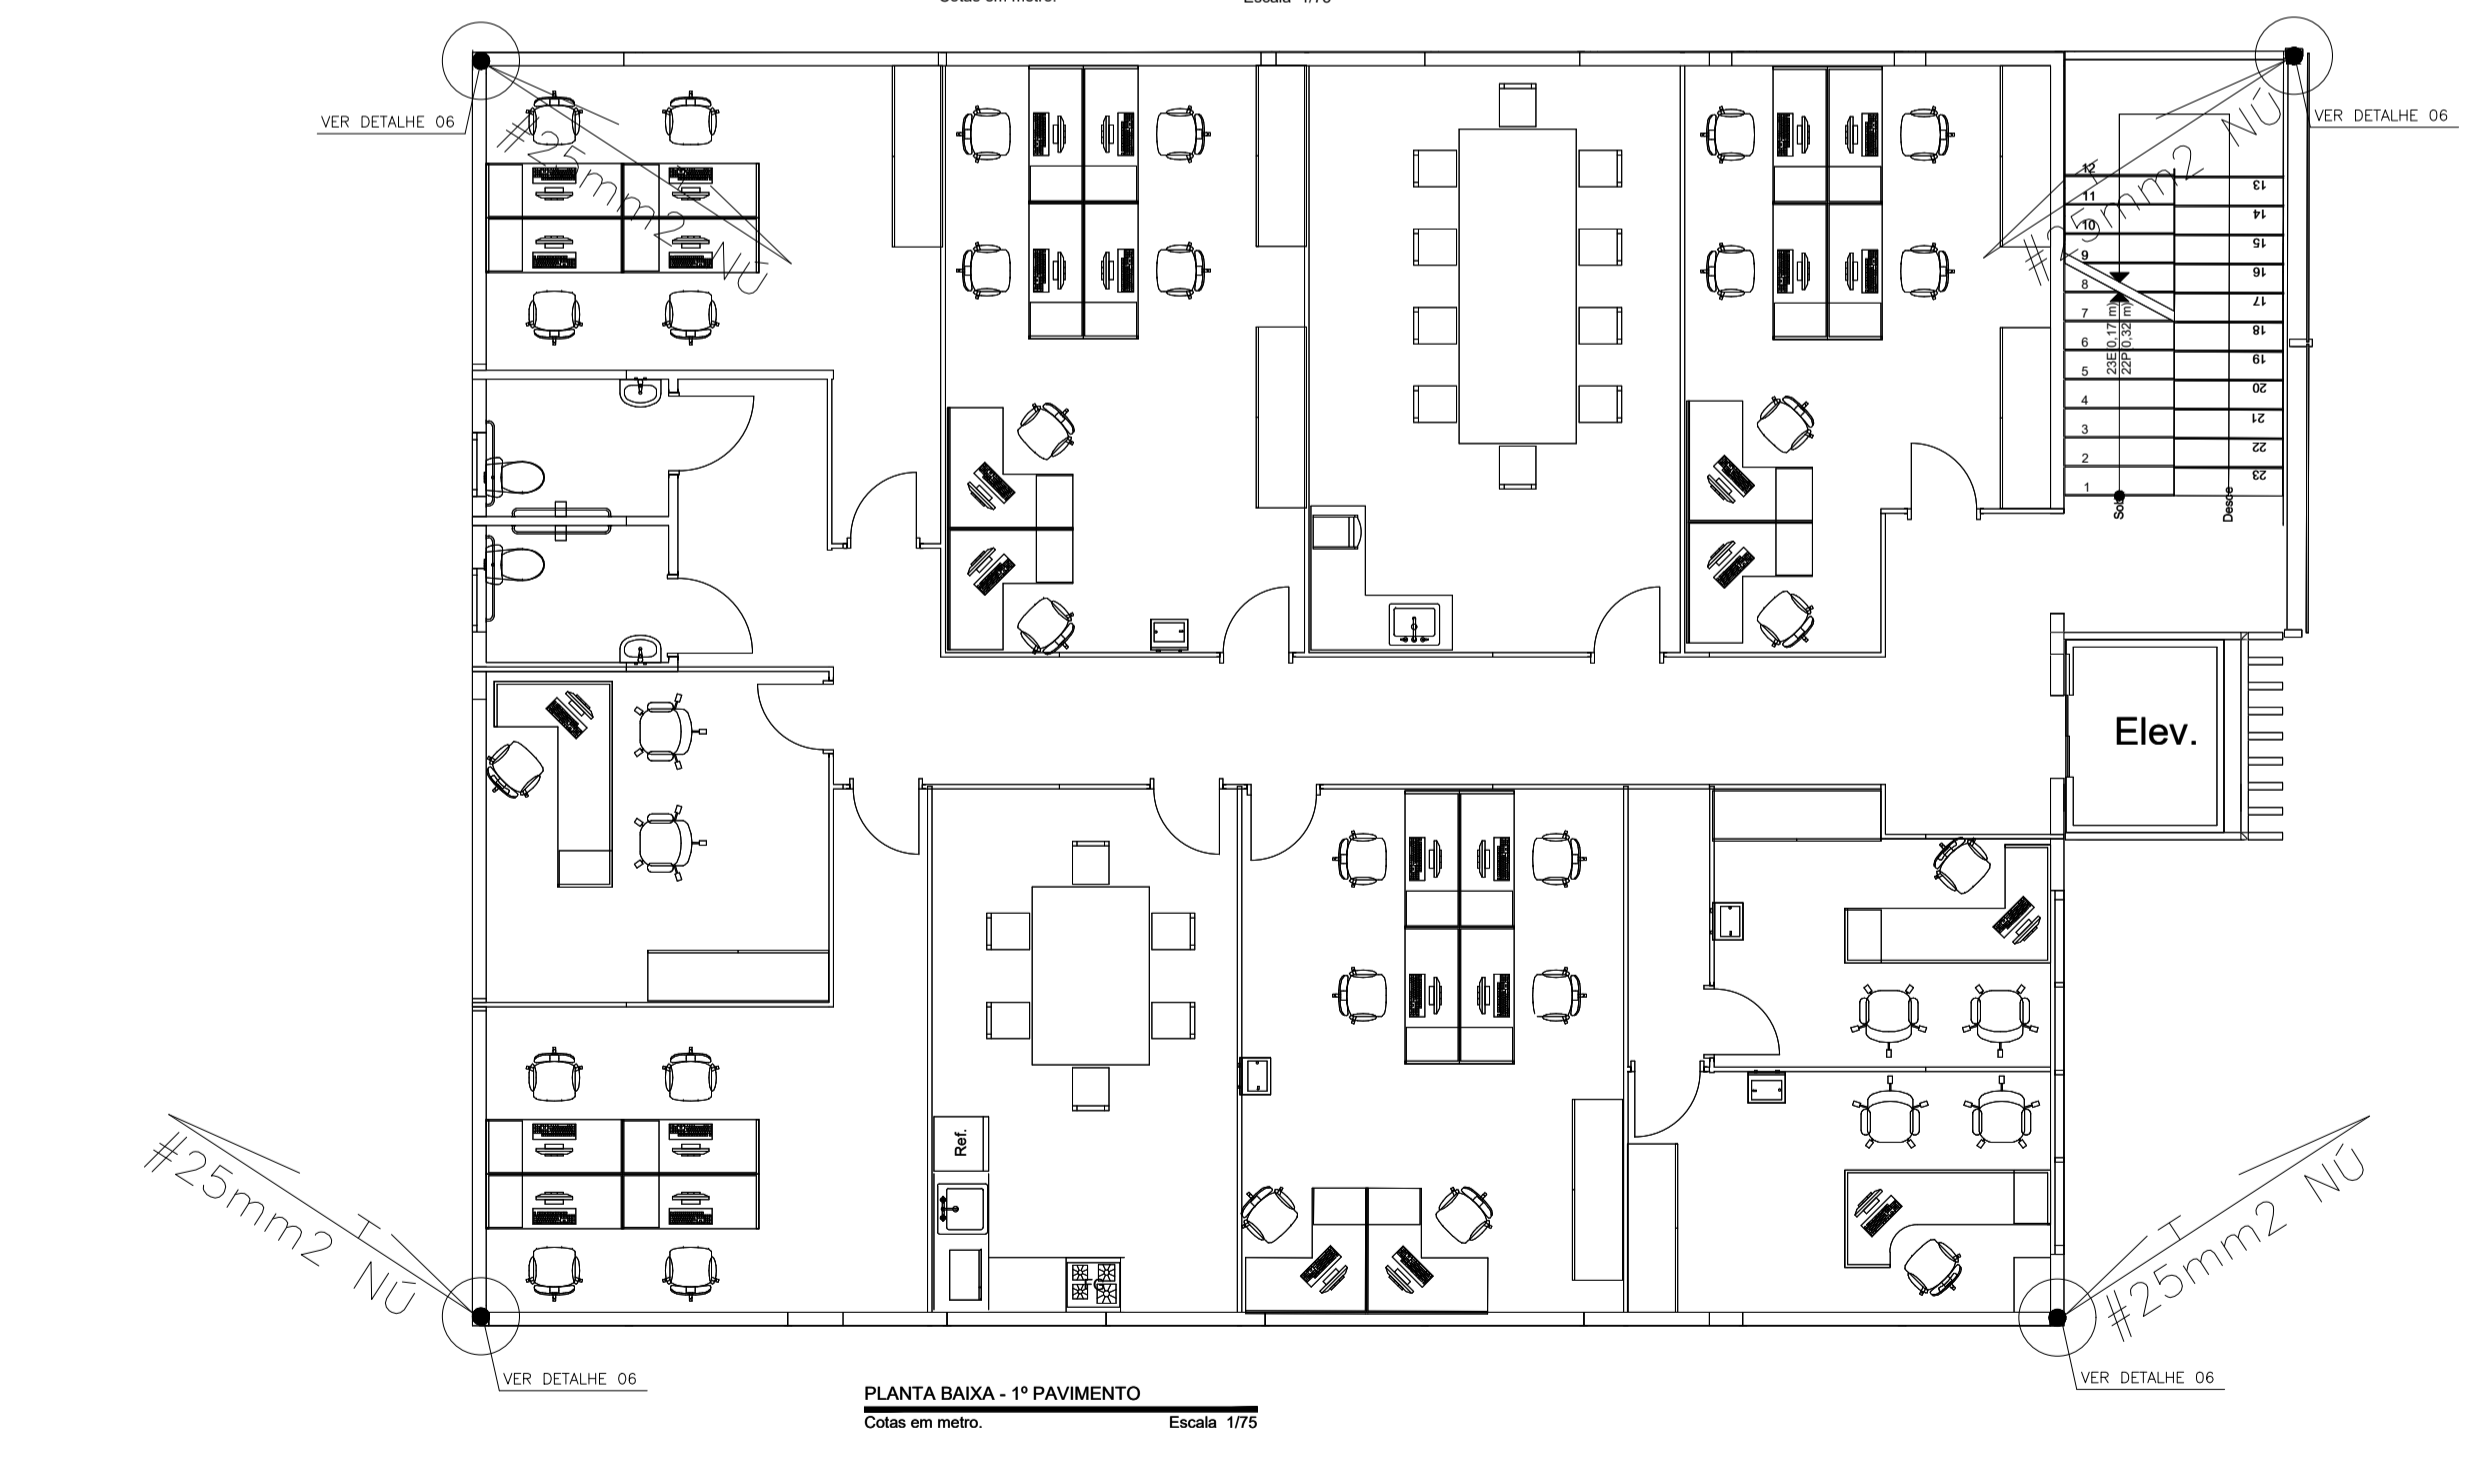 Escala 1/75
VER DETALHE 06
#25mm2 NÚ
#25mm2 NÚ
VER DETALHE 06
12
11
10
9
8
7
6
5
4
3
2
1
13
14
15
16
17
18
19
20
21
22
23
23E(0,17 m)
22P(0,32 m)
Desce
Elev.
Ref.
#25mm2 NÚ
#25mm2 NÚ
VER DETALHE 06
VER DETALHE 06
PLANTA BAIXA - 1º PAVIMENTO
Cotas em metro.
Escala 1/75